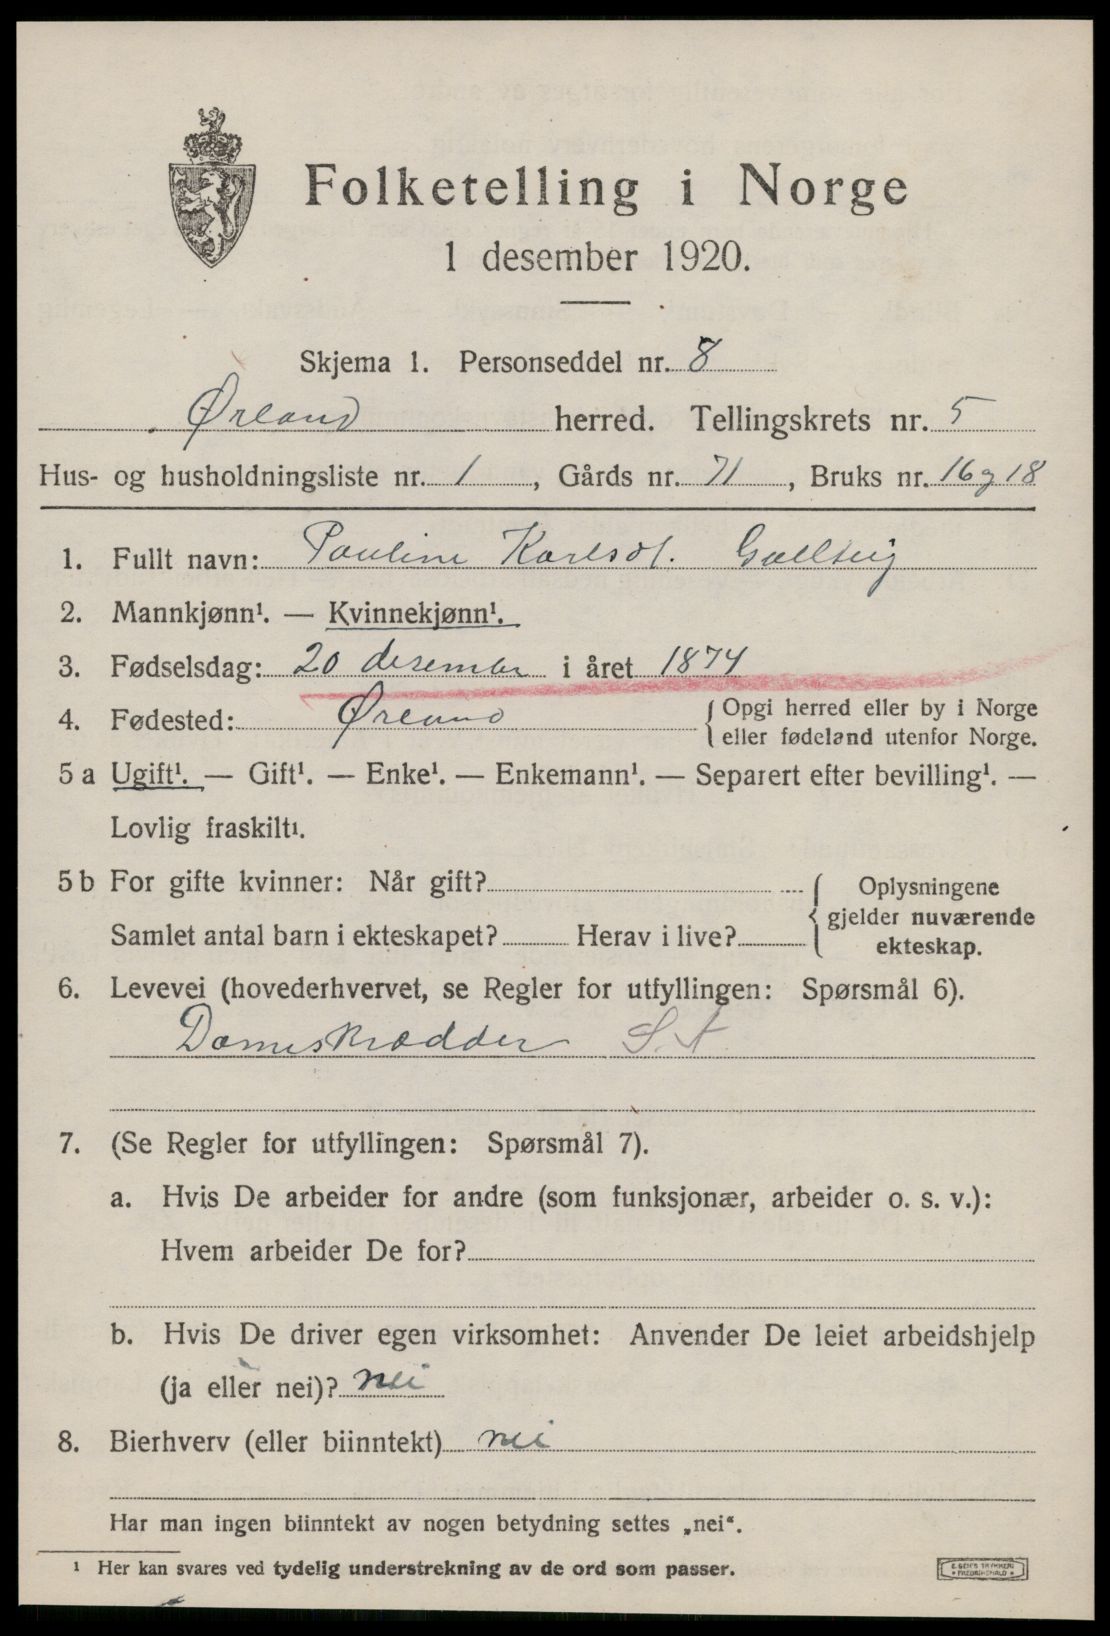 Folketelling i Norge
1 desember 1920.
Skjema 1. Personseddel nr. 8
Ørland herred. Tellingskrets nr. 5
Hus- og husholdningsliste nr. 1, Gårds nr. 71, Bruks nr. 16 g 18
1. Fullt navn: Pauline Karlsdt.
2. Mannkjønn¹. — Kvinnekjønn¹.
3. Fødselsdag: 20 desember i året 1874
4. Fødested: Ørland {Opgi herred eller by i Norge
eller fødeland utenfor Norge.
5 a Ugift¹. — Gift¹. — Enke¹. — Enkemann¹. — Separert efter bevilling¹. —
Lovlig fraskilt¹.
5 b For gifte kvinner: Når gift? { Oplysningene
gjelder nuværende
Samlet antal barn i ekteskapet? Herav i live?
ekteskap.
6. Levevei (hovederhvervet, se Regler for utfyllingen: Spørsmål 6).
Dameskrædder S.A
7. (Se Regler for utfyllingen: Spørsmål 7).
a. Hvis De arbeider for andre (som funksjonær, arbeider o. s. v.):
Hvem arbeider De for?
b. Hvis De driver egen virksomhet: Anvender De leiet arbeidshjelp
(ja eller nei)? nei
8. Bierhverv (eller biinntekt) nei
Har man ingen biinntekt av nogen betydning settes „nei“.
¹ Her kan svares ved tydelig understrekning av de ord som passer.